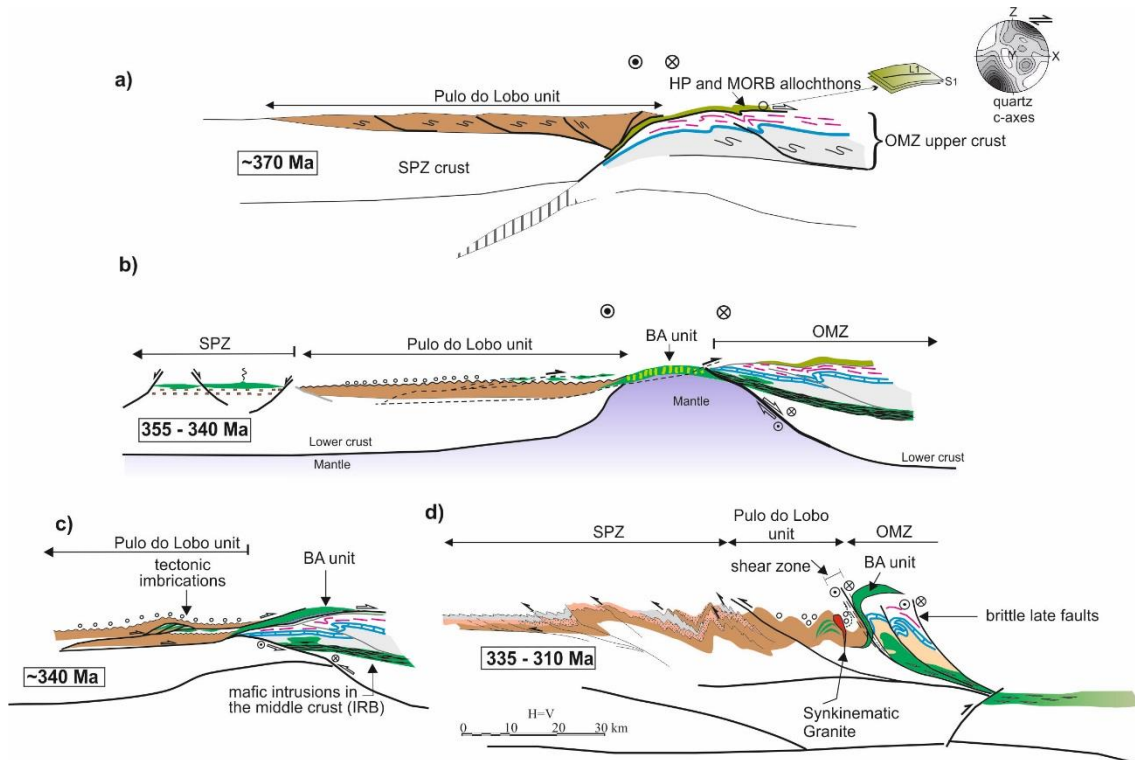 a)
Pulo do Lobo unit
HP and MORB allochthons
L1
S1
Z
Y
X
quartz
c-axes
OMZ upper crust
~370 Ma
SPZ crust
b)
SPZ
Pulo do Lobo unit
BA unit
OMZ
Mantle
355 - 340 Ma
Lower crust
Mantle
Lower crust
c)
Pulo do Lobo unit
tectonic
imbrications
BA unit
~340 Ma
mafic intrusions in
the middle crust (IRB)
d)
SPZ
Pulo do Lobo
unit
OMZ
shear zone
BA unit
brittle late faults
335 - 310 Ma
Synkinematic
Granite
H=V
0 10 20 30 km